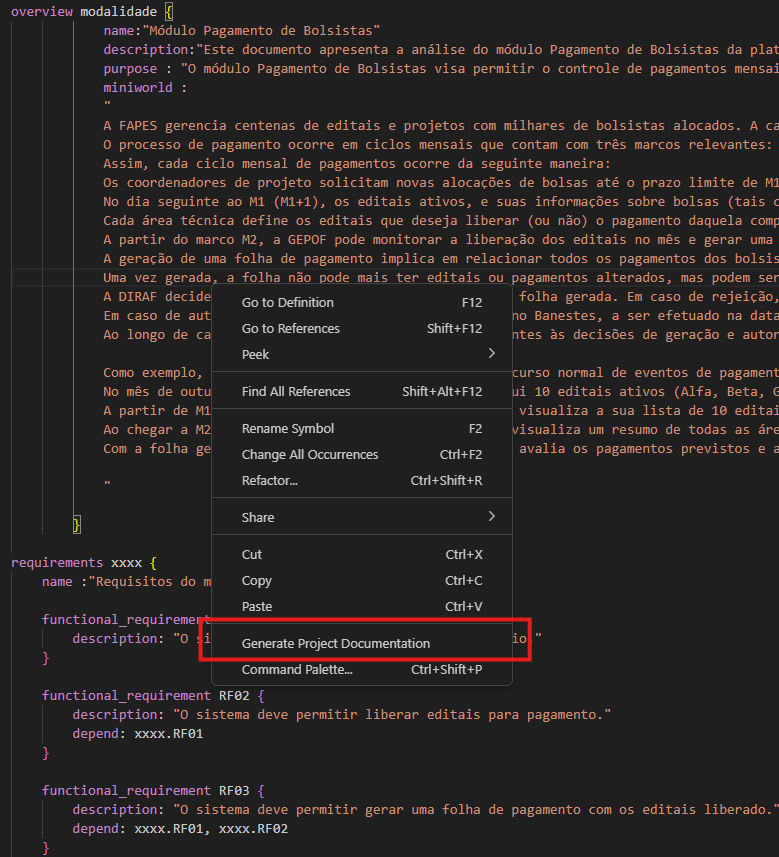 overview modalidade {
name:"Módulo Pagamento de Bolsistas"
description:"Este documento apresenta a análise do módulo Pagamento de Bolsistas da plat
purpose : "O módulo Pagamento de Bolsistas visa permitir o controle de pagamentos mensai
miniworld :
"
A FAPES gerencia centenas de editais e projetos com milhares de bolsistas alocados. A ca
O processo de pagamento ocorre em ciclos mensais que contam com três marcos relevantes:
Assim, cada ciclo mensal de pagamentos ocorre da seguinte maneira:
Os coordenadores de projeto solicitam novas alocações de bolsas até o prazo limite de M1
No dia seguinte ao M1 (M1+1), os editais ativos, e suas informações sobre bolsas (tais c
Cada área técnica define os editais que deseja liberar (ou não) o pagamento daquela comp
A partir do marco M2, a GEPOF pode monitorar a liberação dos editais no mês e gerar uma
A geração de uma folha de pagamento implica em relacionar todos os pagamentos dos bolsis
Uma vez gerada, a folha não pode mais ter editais ou pagamentos alterados, mas podem ser
A DIRAF decide folha gerada. Em caso de rejeição,
Em caso de aut no Banestes, a ser efetuado na data
Ao longo de ca ntes às decisões de geração e autor
Como exemplo, curso normal de eventos de pagament
No mês de outu ui 10 editais ativos (Alfa, Beta, G
A partir de M1 visualiza a sua lista de 10 editai
Ao chegar a M2 visualiza um resumo de todas as áre
Com a folha ge avalia os pagamentos previstos e a
"
}
requirements xxxx {
name :"Requisitos do m
functional_requirement
description: "O si io."
}
functional_requirement RF02 {
description: "O sistema deve permitir liberar editais para pagamento."
depend: xxxx.RF01
}
functional_requirement RF03 {
description: "O sistema deve permitir gerar uma folha de pagamento com os editais liberado."
depend: xxxx.RF01, xxxx.RF02
}
Go to Definition F12
Go to References Shift+F12
Peek
Find All References Shift+Alt+F12
Rename Symbol F2
Change All Occurrences Ctrl+F2
Refactor... Ctrl+Shift+R
Share
Cut Ctrl+X
Copy Ctrl+C
Paste Ctrl+V
Generate Project Documentation
Command Palette... Ctrl+Shift+P